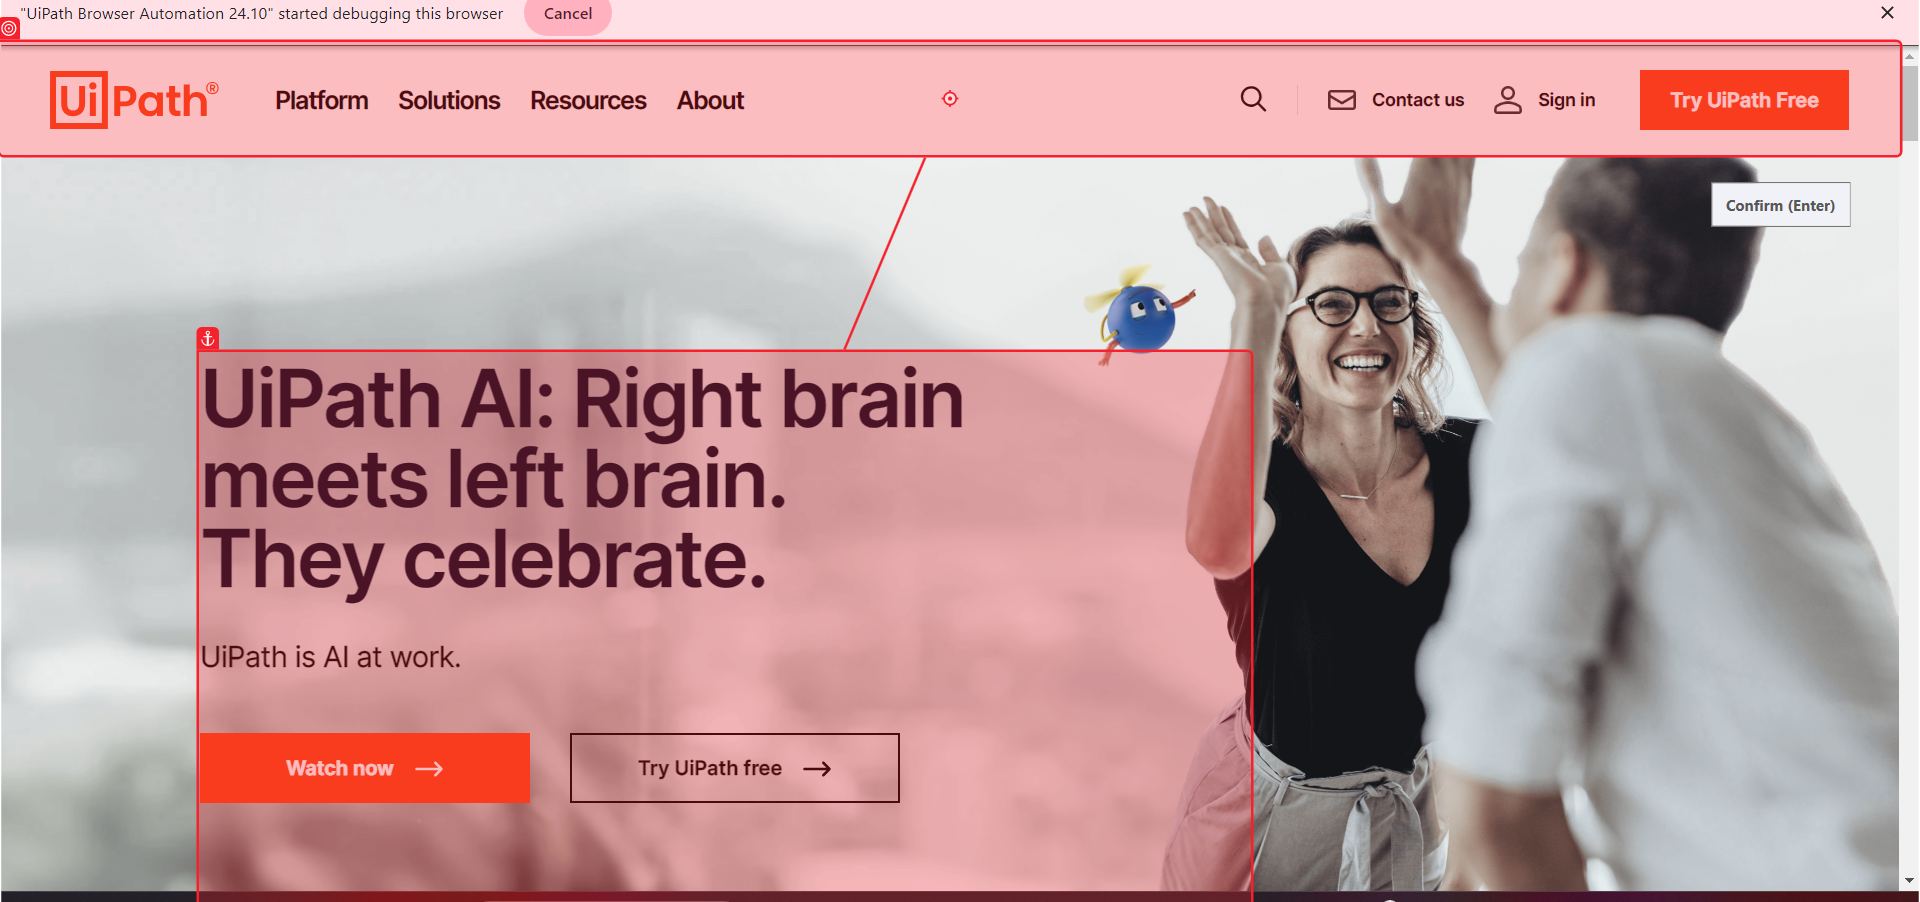 "UiPath Browser Automation 24.10" started debugging this browser
Cancel
UiPath®
Platform
Solutions
Resources
About
Contact us
Sign in
Try UiPath Free
Confirm (Enter)
UiPath AI: Right brain
meets left brain.
They celebrate.
UiPath is AI at work.
Watch now
Try UiPath free